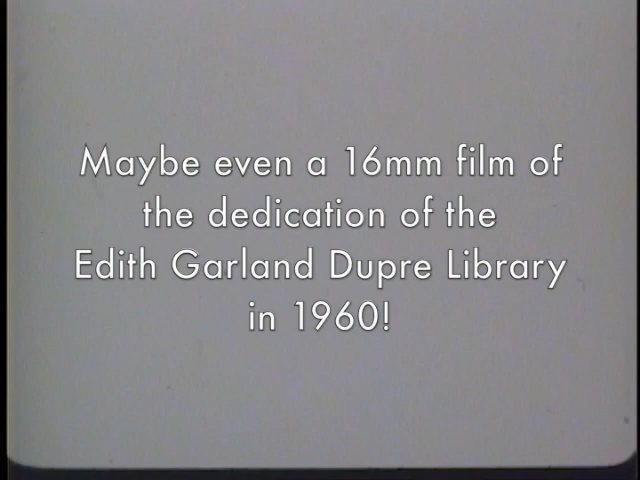 Maybe even a 16mm film of
the dedication of the
Edith Garland Dupre Library
in 1960!